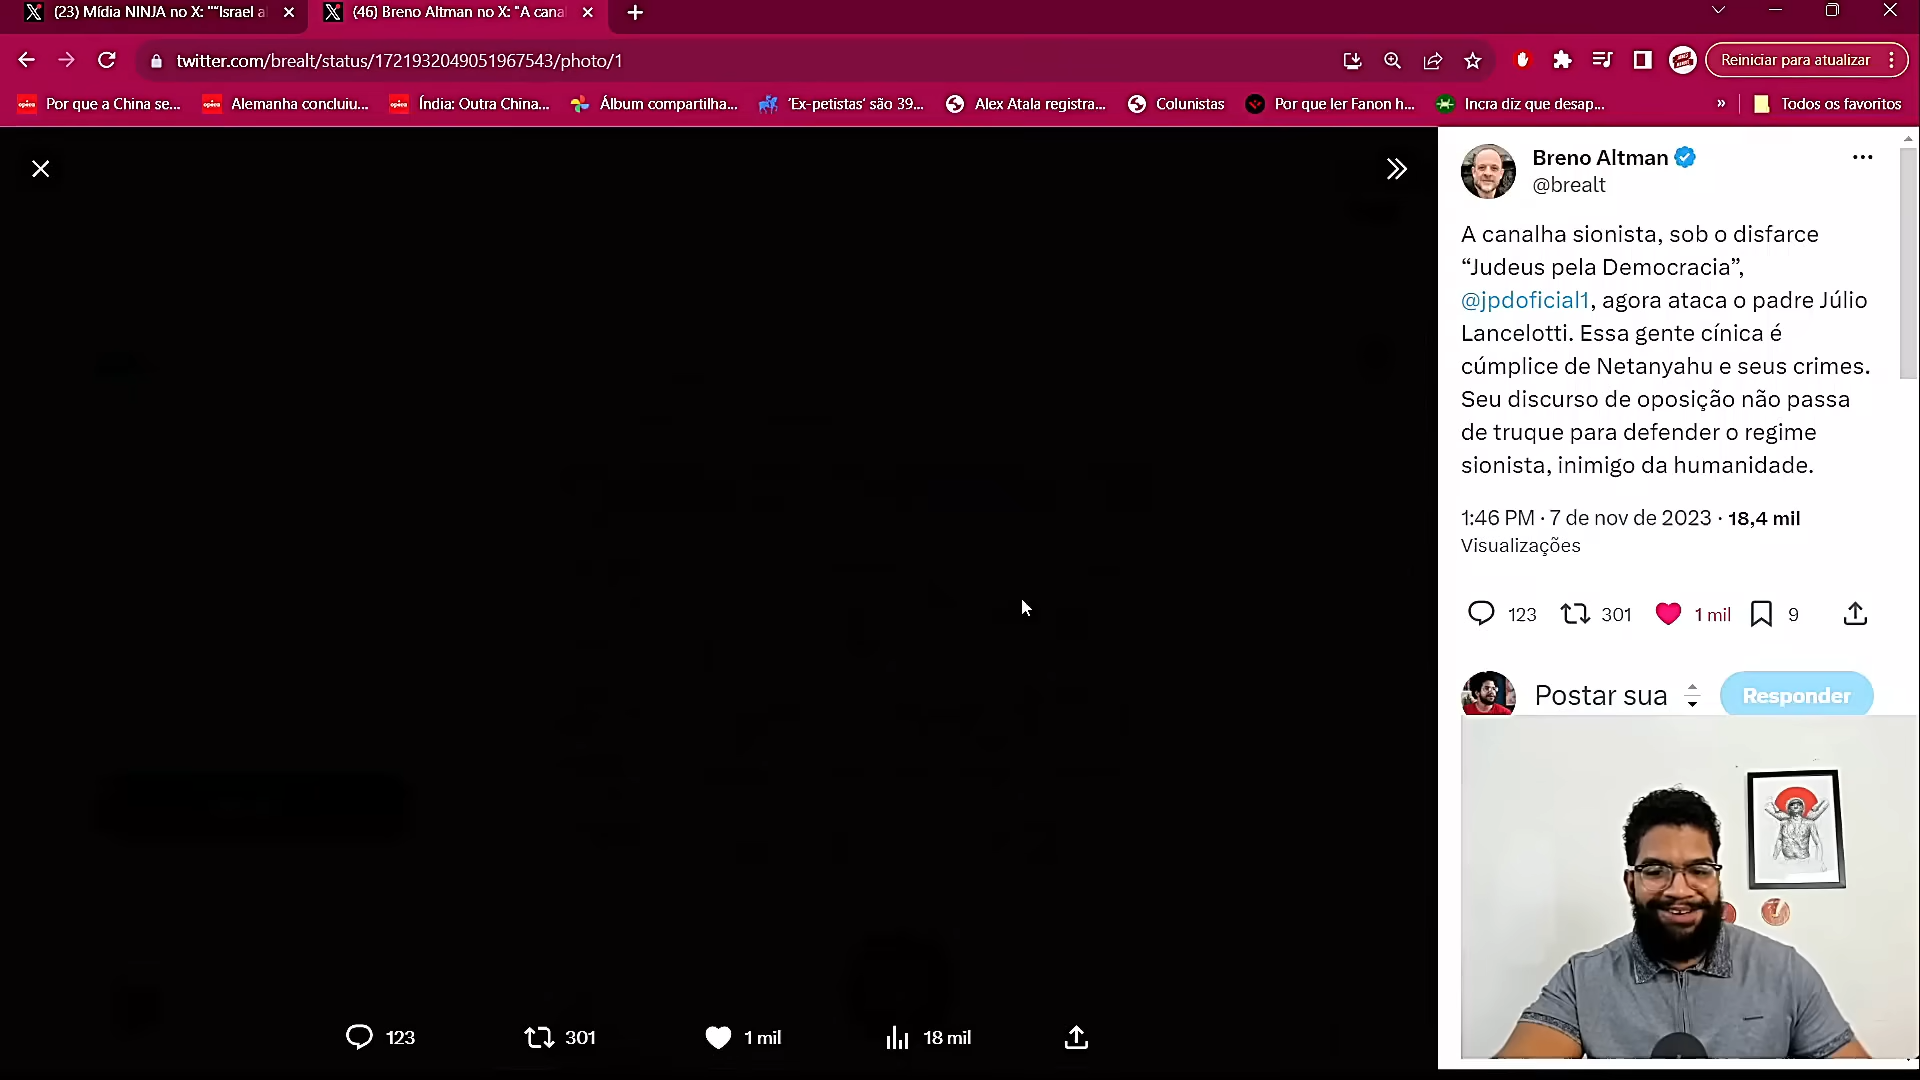 (23) Mídia NINJA no X: "“Israel a
(46) Breno Altman no X: "A cana
twitter.com/brealt/status/1721932049051967543/photo/1
Reiniciar para atualizar
Por que a China se...
Alemanha concluiu...
Índia: Outra China...
Álbum compartilha...
'Ex-petistas' são 39...
Alex Atala registra...
Colunistas
Por que ler Fanon h...
Incra diz que desap...
»
Todos os favoritos
Breno Altman
@brealt
A canalha sionista, sob o disfarce
“Judeus pela Democracia”,
@jpdoficial1, agora ataca o padre Júlio
Lancelotti. Essa gente cínica é
cúmplice de Netanyahu e seus crimes.
Seu discurso de oposição não passa
de truque para defender o regime
sionista, inimigo da humanidade.
1:46 PM · 7 de nov de 2023 · 18,4 mil
Visualizações
123 301 1 mil 9
Postar sua
Responder
123 301 1 mil 18 mil